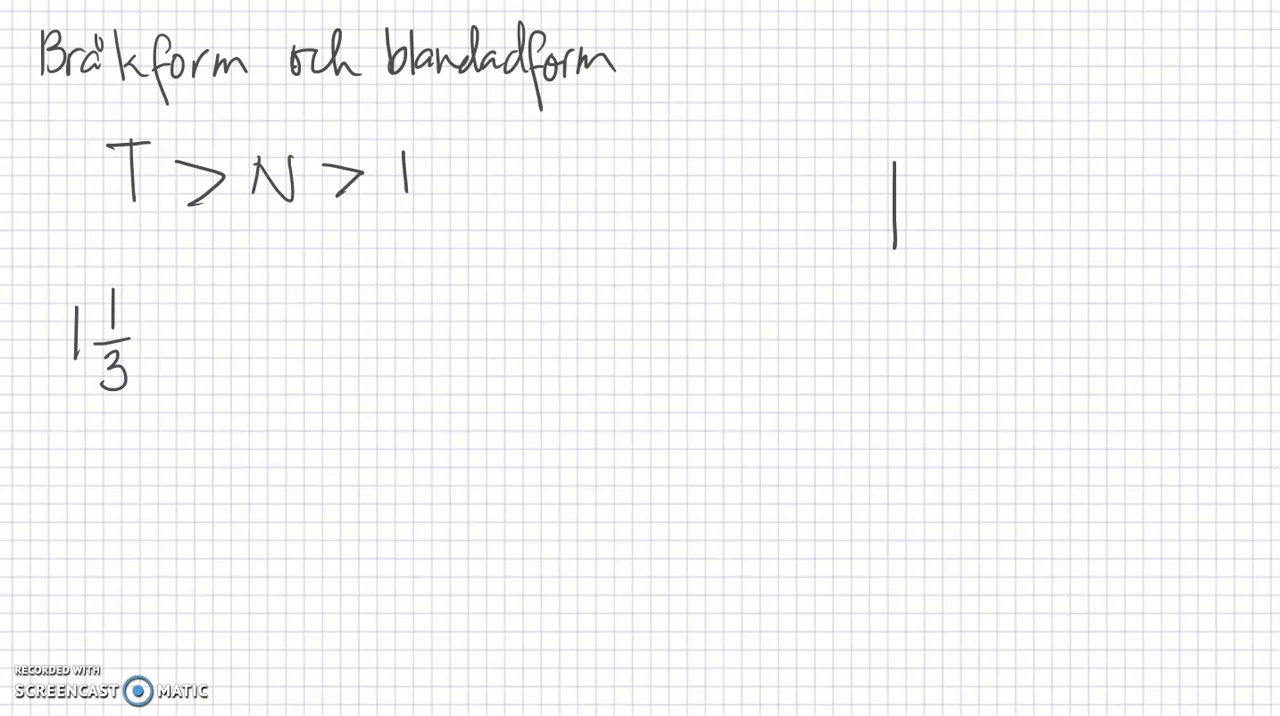 Bråkform och blandadform
T > N > 1
1 1/3
RECORDED WITH
SCREENCAST MATIC